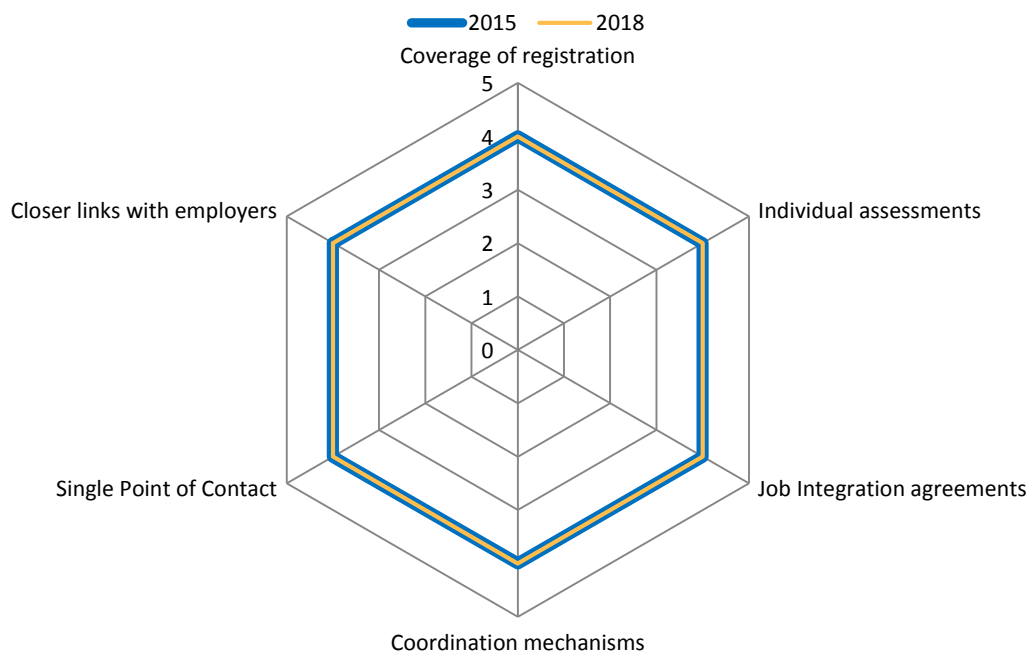 2015 2018
Coverage of registration
5
4
3
Closer links with employers
Individual assessments
2
1
0
Single Point of Contact
Job Integration agreements
Coordination mechanisms